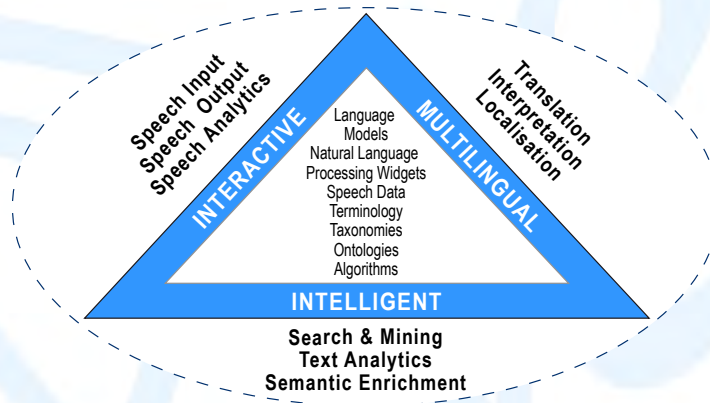 Speech Input
Speech Output
Speech Analytics
INTERACTIVE
Language
Models
Natural Language
Processing Widgets
Speech Data
Terminology
Taxonomies
Ontologies
Algorithms
MULTILINGUAL
Translation
Interpretation
Localisation
INTELLIGENT
Search & Mining
Text Analytics
Semantic Enrichment